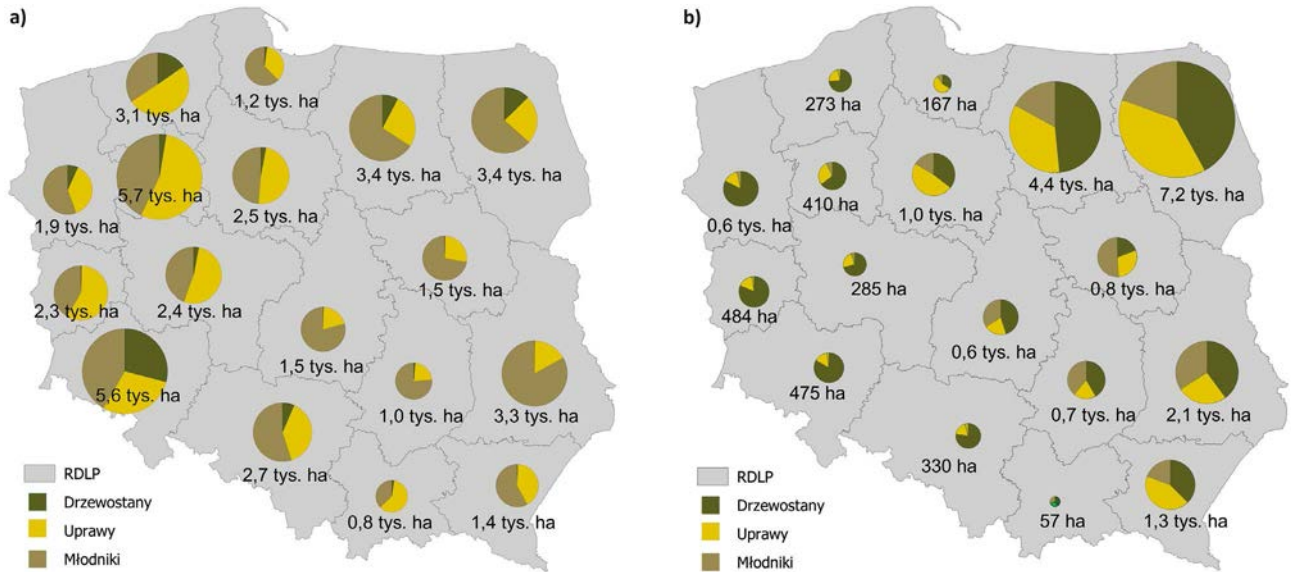 a)
3,1 tys. ha
1,2 tys. ha
3,4 tys. ha
3,4 tys. ha
5,7 tys. ha
2,5 tys. ha
1,9 tys. ha
1,5 tys. ha
2,3 tys. ha
2,4 tys. ha
1,5 tys. ha
5,6 tys. ha
1,0 tys. ha
3,3 tys. ha
2,7 tys. ha
0,8 tys. ha
1,4 tys. ha
RDLP
Drzewostany
Uprawy
Młodniki
b)
273 ha
167 ha
4,4 tys. ha
7,2 tys. ha
0,6 tys. ha
410 ha
1,0 tys. ha
285 ha
0,8 tys. ha
484 ha
0,6 tys. ha
475 ha
0,7 tys. ha
2,1 tys. ha
330 ha
57 ha
1,3 tys. ha
RDLP
Drzewostany
Uprawy
Młodniki